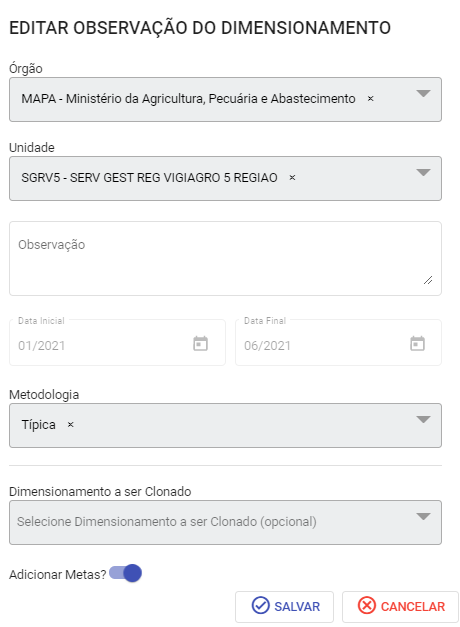 EDITAR OBSERVAÇÃO DO DIMENSIONAMENTO
Órgão
MAPA - Ministério da Agricultura, Pecuária e Abastecimento ×
Unidade
SGRV5 - SERV GEST REG VIGIAGRO 5 REGIAO ×
Observação
Data Inicial Data Final
01/2021 06/2021
Metodologia
Típica ×
Dimensionamento a ser Clonado
Selecione Dimensionamento a ser Clonado (opcional)
Adicionar Metas?
SALVAR CANCELAR